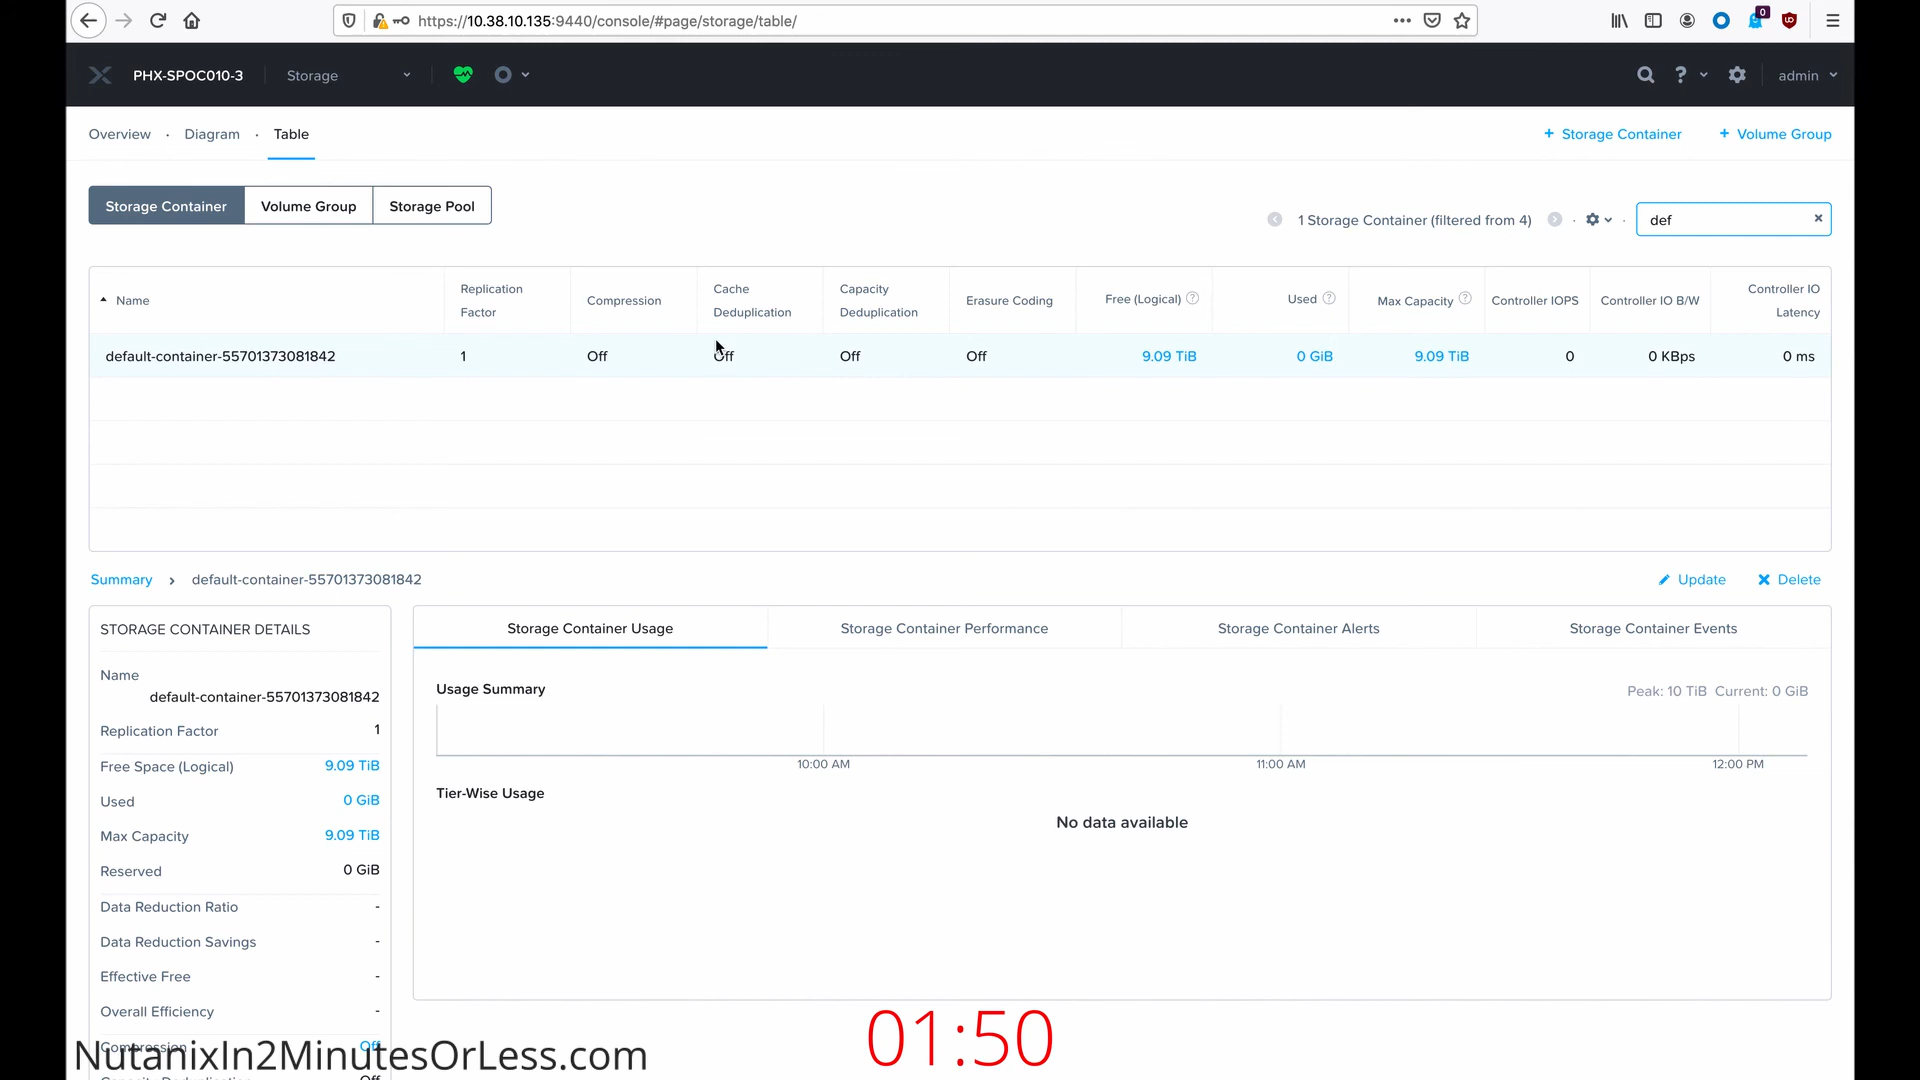 https://10.38.10.135:9440/console/#page/storage/table/
0
PHX-SPOC010-3 Storage ? admin
Overview · Diagram · Table + Storage Container + Volume Group
Storage Container Volume Group Storage Pool
1 Storage Container (filtered from 4) · · def
Name
Replication
Factor
Compression
Cache
Deduplication
Capacity
Deduplication
Erasure Coding
Free (Logical) ?
Used ?
Max Capacity ?
Controller IOPS
Controller IO B/W
Controller IO
Latency
default-container-55701373081842 1 Off Off Off Off 9.09 TiB 0 GiB 9.09 TiB 0 0 KBps 0 ms
Summary › default-container-55701373081842 Update Delete
STORAGE CONTAINER DETAILS
Name
default-container-55701373081842
Replication Factor 1
Free Space (Logical) 9.09 TiB
Used 0 GiB
Max Capacity 9.09 TiB
Reserved 0 GiB
Data Reduction Ratio -
Data Reduction Savings -
Effective Free -
Overall Efficiency -
Compression Off
Capacity Deduplication Off
Storage Container Usage Storage Container Performance Storage Container Alerts Storage Container Events
Usage Summary Peak: 10 TiB Current: 0 GiB
10:00 AM 11:00 AM 12:00 PM
Tier-Wise Usage
No data available
NutanixIn2MinutesOrLess.com
01:50